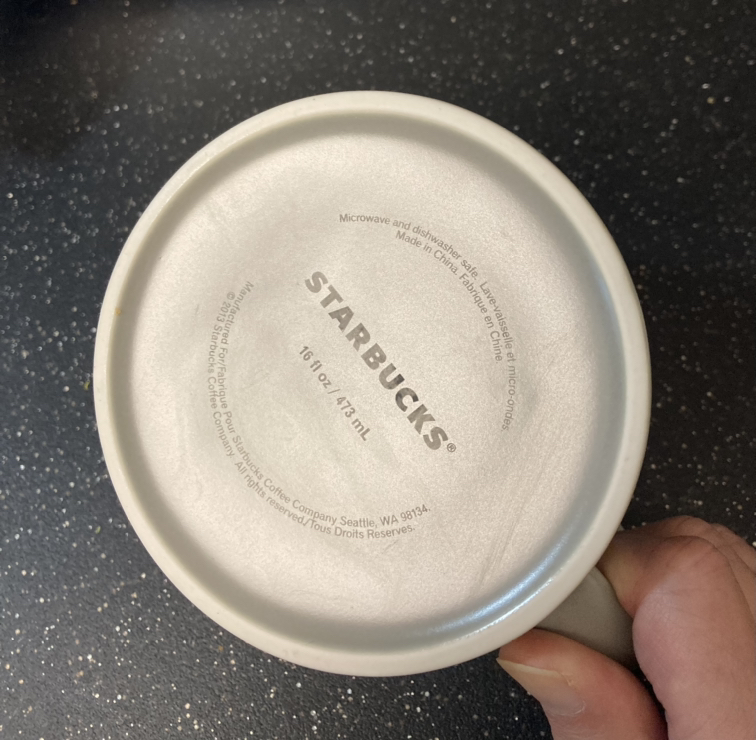 Microwave and dishwasher safe. Lave-vaisselle et micro-ondes.
Made in China. Fabriqué en Chine
STARBUCKS®
16 fl oz / 473 mL
Manufactured For/Fabrique Pour Starbucks Coffee Company Seattle, WA 98134.
© 2013 Starbucks Coffee Company. All rights reserved./Tous Droits Reserves.